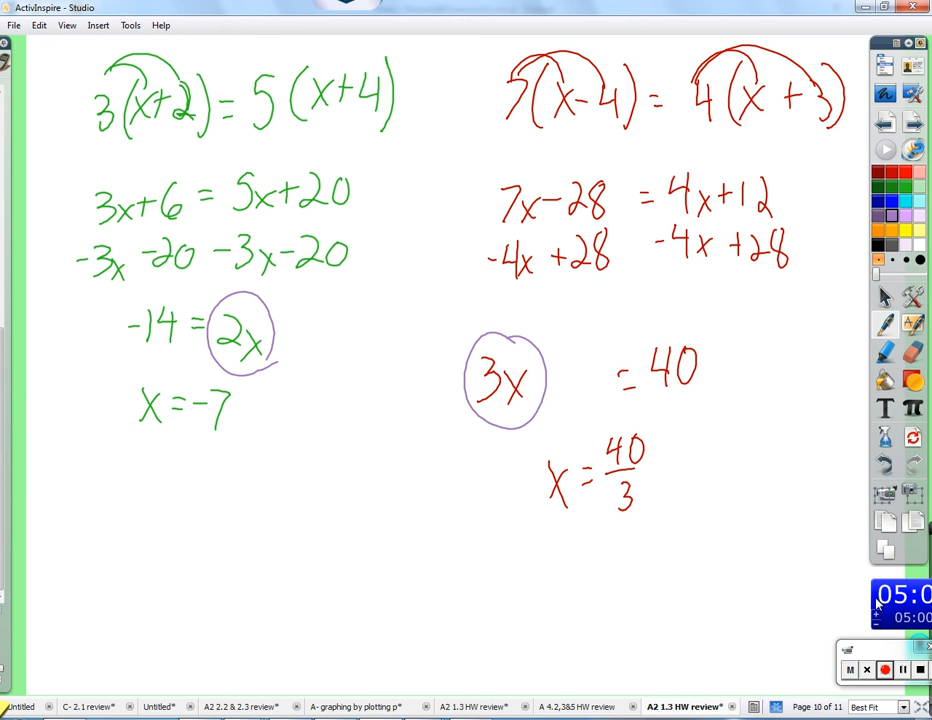 ActivInspire - Studio
File Edit View Insert Tools Help
3(x+2) = 5(x+4)
3x+6 = 5x+20
-3x -20 -3x-20
-14 = 2x
x = -7
7(x-4) = 4(x+3)
7x-28 = 4x+12
-4x +28 -4x +28
3x = 40
x = 40/3
05:0
05:00
M
Untitled C- 2.1 review* Untitled* A2 2.2 & 2.3 review* A- graphing by plotting p* A2 1.3 HW review* A 4.2,3&5 review A2 1.3 HW review* Page 10 of 11 Best Fit